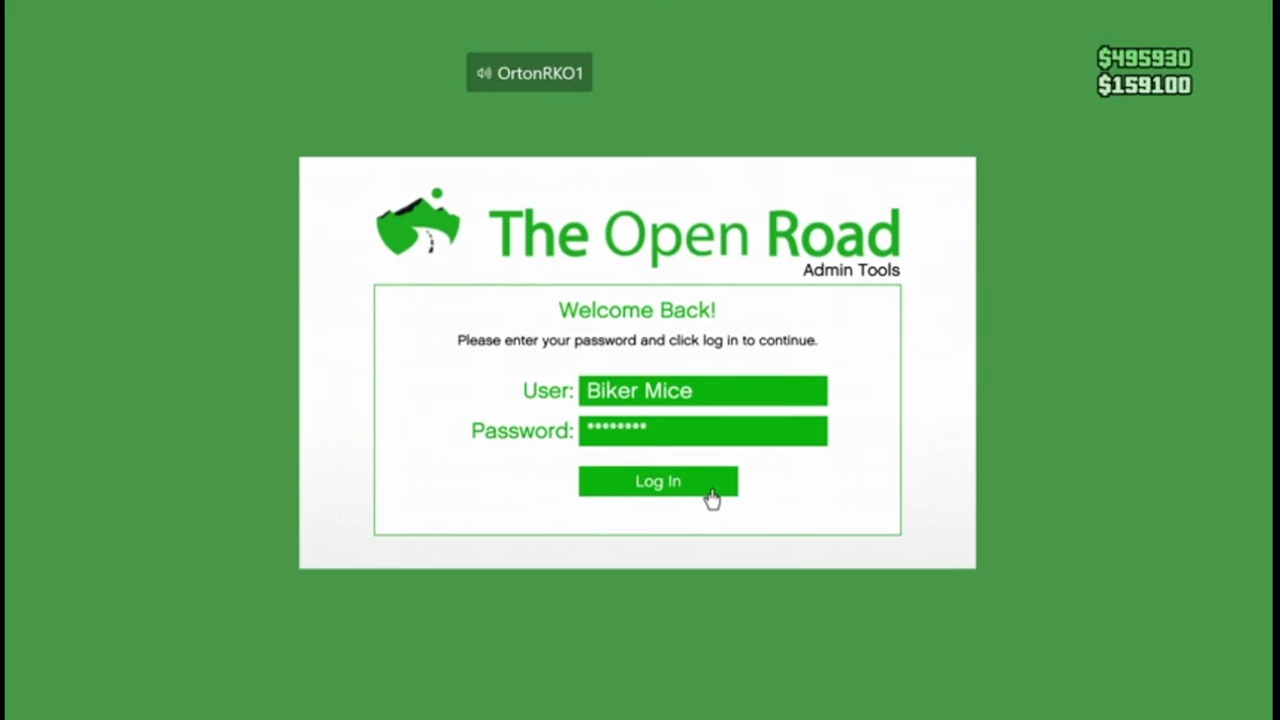 OrtonRKO1
$495930
$159100
The Open Road
Admin Tools
Welcome Back!
Please enter your password and click log in to continue.
User: Biker Mice
Password: ********
Log In